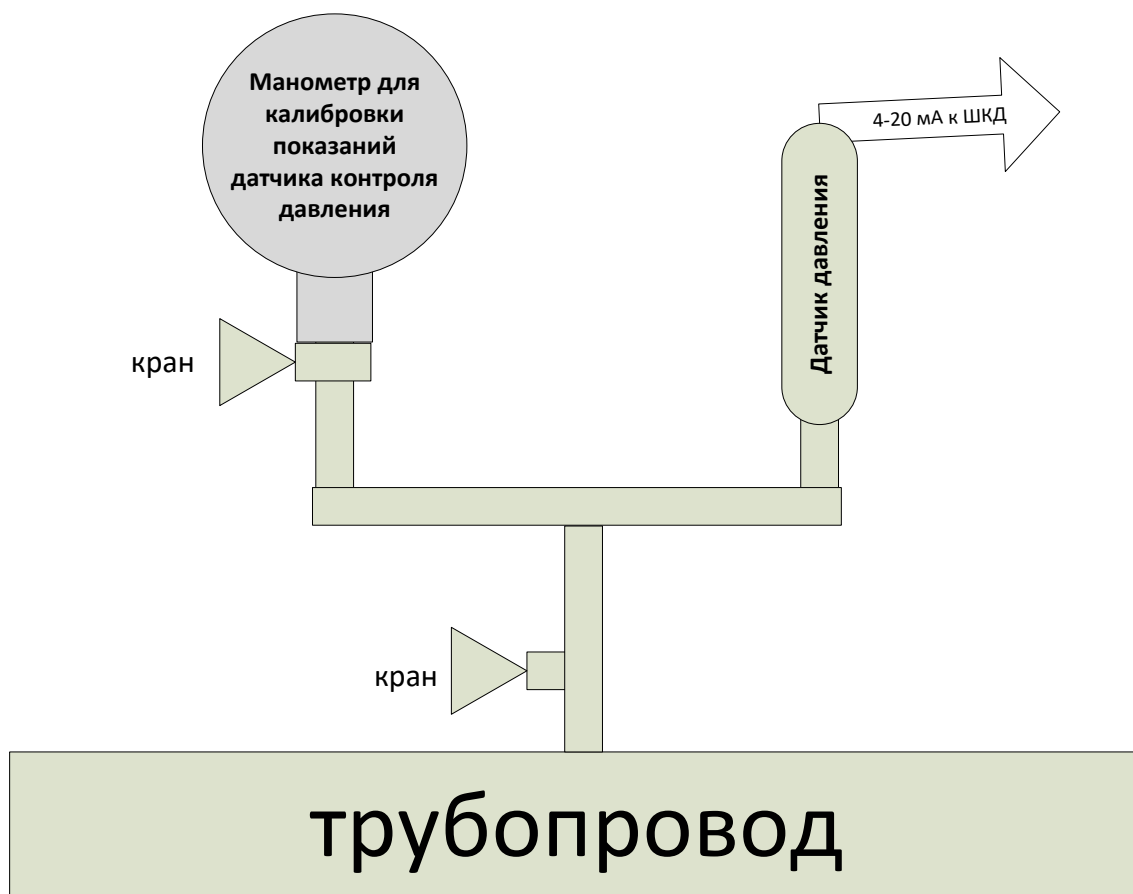 Манометр для
калибровки
показаний
датчика контроля
давления
4-20 мА к ШКД
Датчик давления
кран
кран
трубопровод